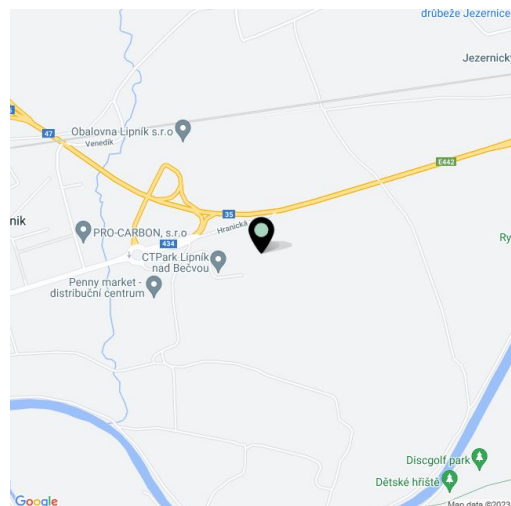 drůbeže Jezernice
Jezernický
Obalovna Lipník s.r.o
47
Venedik
E442
35
Hranická
nik
PRO-CARBON, s.r.o
434
CTPark Lipník
nad Bečvou
Ry
Penny market -
distribuční centrum
Discgolf park
Dětské hřiště
Google
Map data ©2023